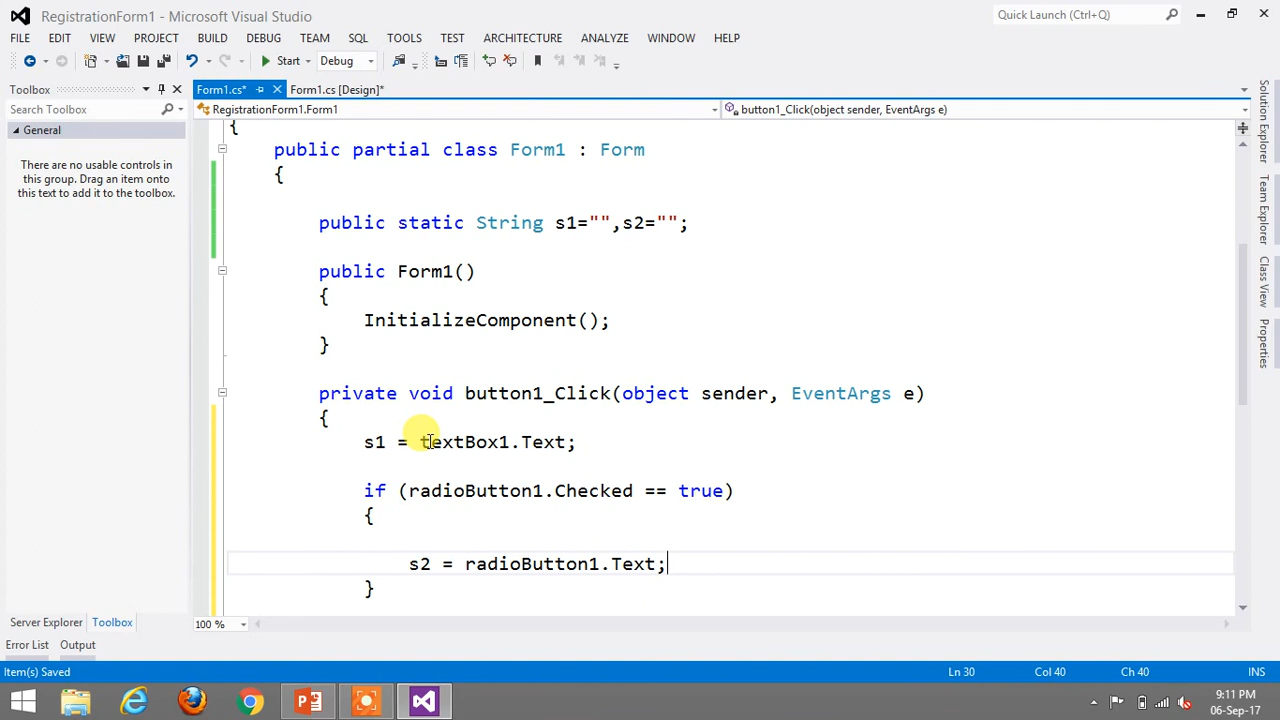 RegistrationForm1 - Microsoft Visual Studio
Quick Launch (Ctrl+Q)
FILE EDIT VIEW PROJECT BUILD DEBUG TEAM SQL TOOLS TEST ARCHITECTURE ANALYZE WINDOW HELP
Start Debug
Toolbox
Form1.cs*
Form1.cs [Design]*
Search Toolbox
RegistrationForm1.Form1
button1_Click(object sender, EventArgs e)
General
There are no usable controls in
this group. Drag an item onto
this text to add it to the toolbox.
{
public partial class Form1 : Form
{
public static String s1="",s2="";
public Form1()
{
InitializeComponent();
}
private void button1_Click(object sender, EventArgs e)
{
s1 = textBox1.Text;
if (radioButton1.Checked == true)
{
s2 = radioButton1.Text;
}
Solution Explorer
Team Explorer
Class View
Properties
Server Explorer
Toolbox
100 %
Error List
Output
Item(s) Saved
Ln 30
Col 40
Ch 40
INS
9:11 PM
06-Sep-17